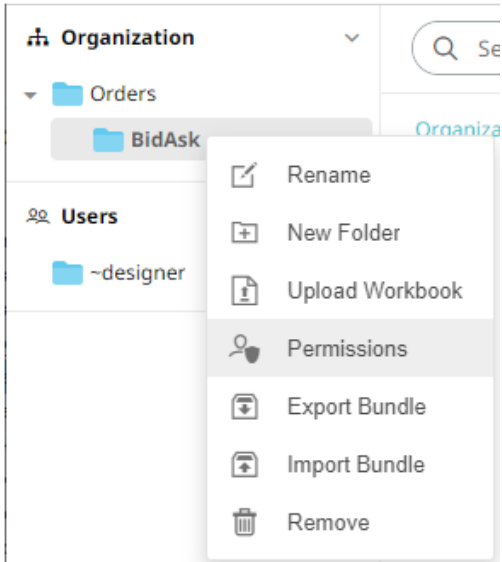 Organization
Orders
BidAsk
Users
~designer
Rename
New Folder
Upload Workbook
Permissions
Export Bundle
Import Bundle
Remove